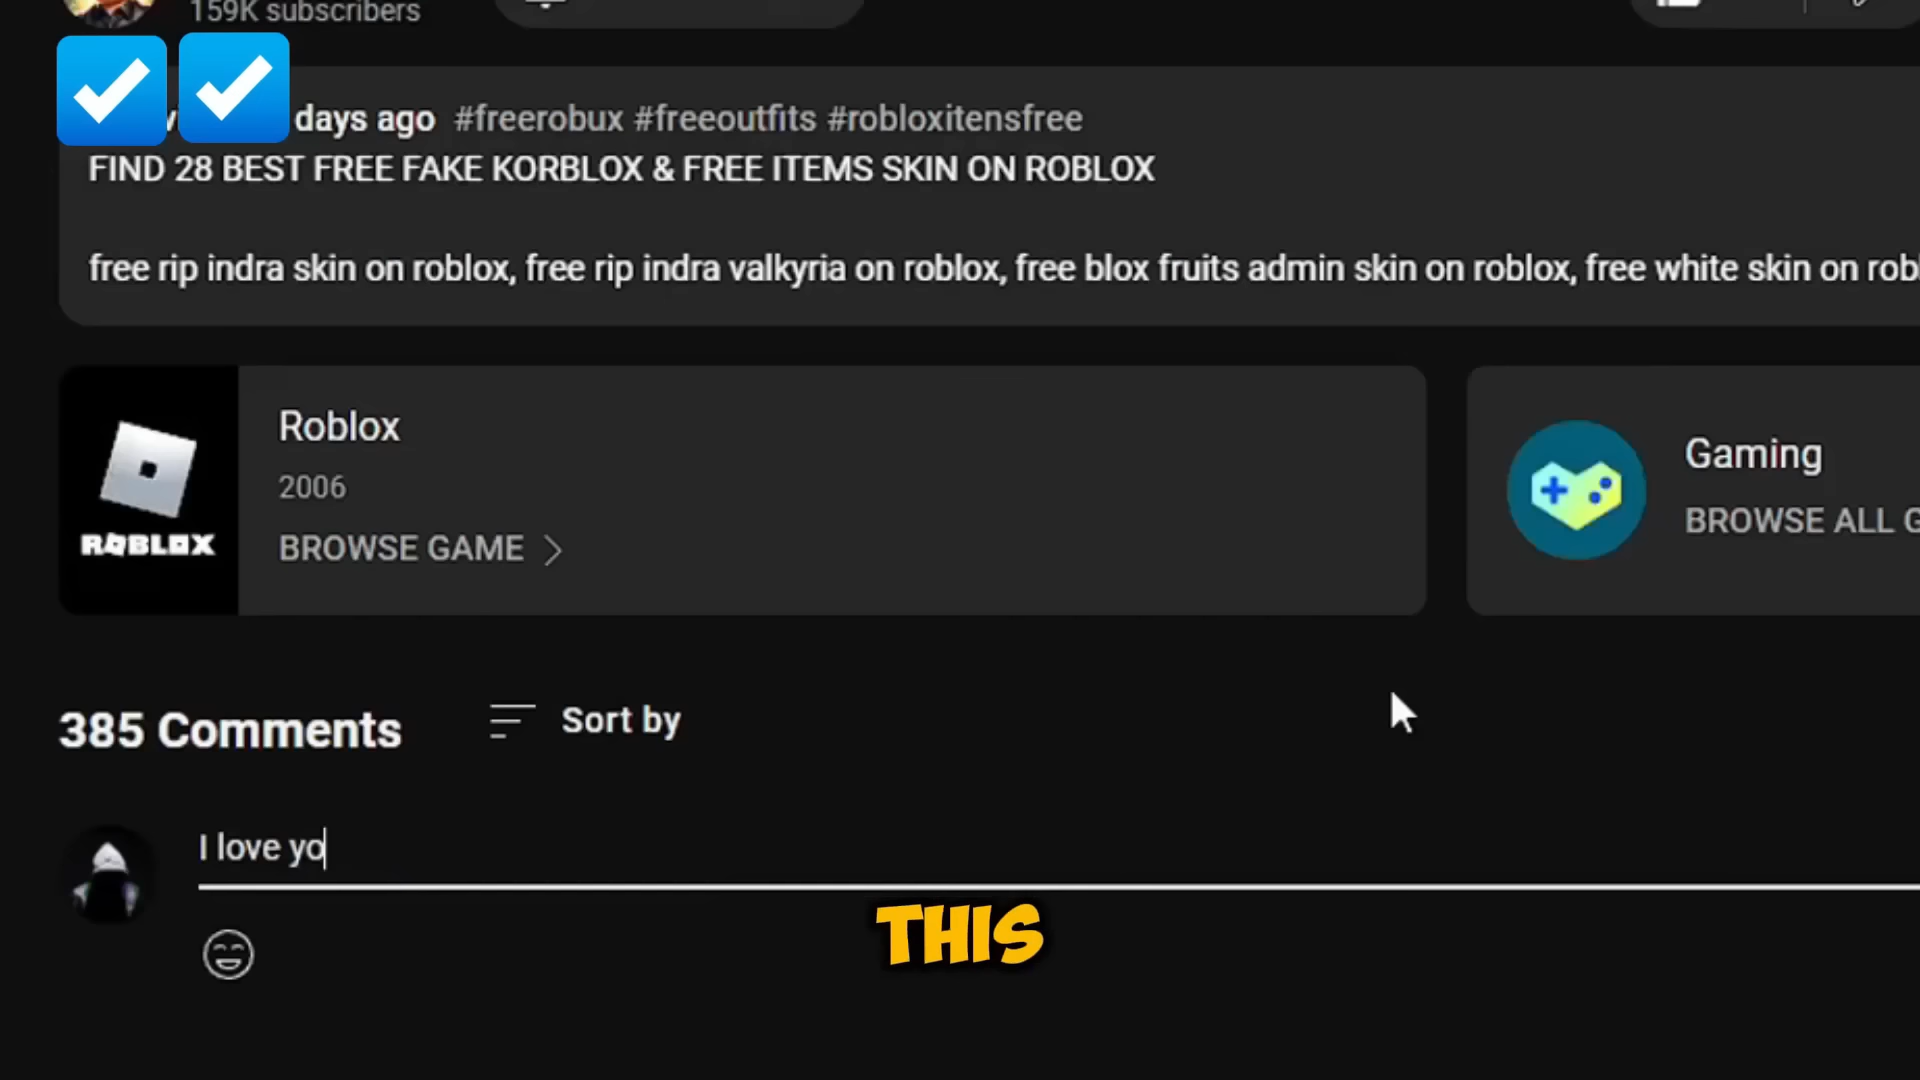 159K subscribers
days ago #freerobux #freeoutfits #robloxitensfree
FIND 28 BEST FREE FAKE KORBLOX & FREE ITEMS SKIN ON ROBLOX
free rip indra skin on roblox, free rip indra valkyria on roblox, free blox fruits admin skin on roblox, free white skin on robl
Roblox
2006
BROWSE GAME
ROBLOX
Gaming
BROWSE ALL G
385 Comments
Sort by
I love yo
THIS